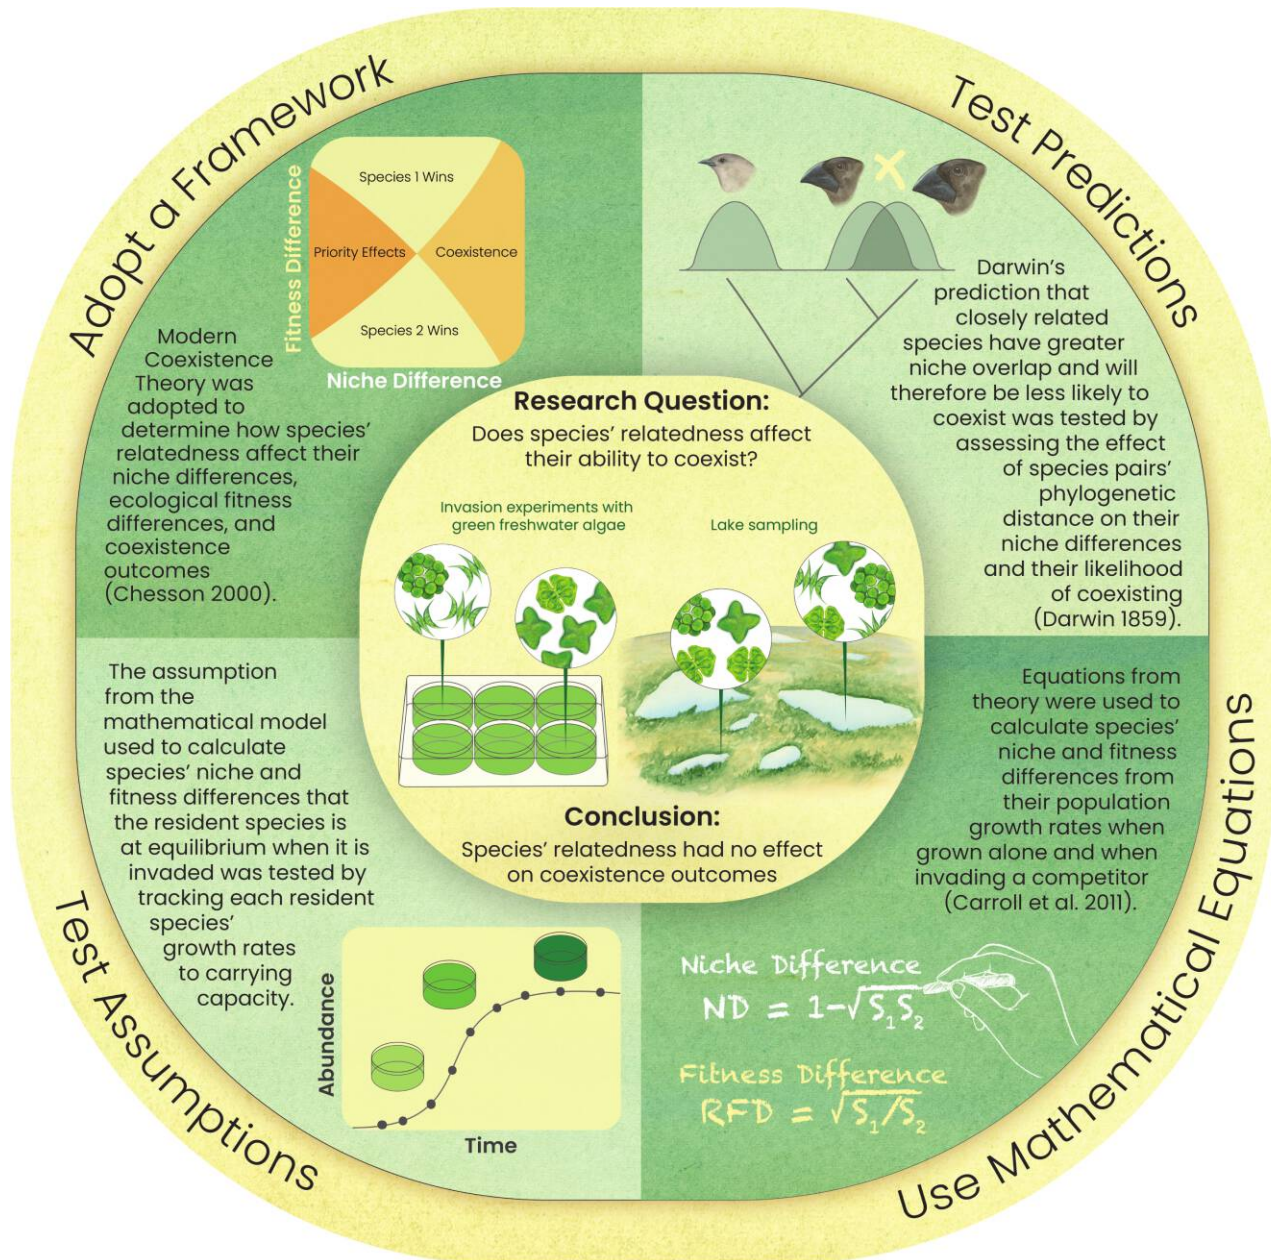 Adopt a Framework
Fitness Difference
Species 1 Wins
Priority Effects
Coexistence
Species 2 Wins
Niche Difference
Modern
Coexistence
Theory was
adopted to
determine how species’
relatedness affect their
niche differences,
ecological fitness
differences, and
coexistence
outcomes
(Chesson 2000).
Test Predictions
Darwin’s
prediction that
closely related
species have greater
niche overlap and will
therefore be less likely to
coexist was tested by
assessing the effect
of species pairs’
phylogenetic
distance on their
niche differences
and their likelihood
of coexisting
(Darwin 1859).
Research Question:
Does species’ relatedness affect
their ability to coexist?
Invasion experiments with
green freshwater algae
Lake sampling
Conclusion:
Species’ relatedness had no effect
on coexistence outcomes
Test Assumptions
The assumption
from the
mathematical model
used to calculate
species’ niche and
fitness differences that
the resident species is
at equilibrium when it is
invaded was tested by
tracking each resident
species’
growth rates
to carrying
capacity.
Abundance
Time
Use Mathematical Equations
Equations from
theory were used to
calculate species’
niche and fitness
differences from
their population
growth rates when
grown alone and when
invading a competitor
(Carroll et al. 2011).
Niche Difference
ND = 1-√S₁S₂
Fitness Difference
RFD = √S₁/S₂